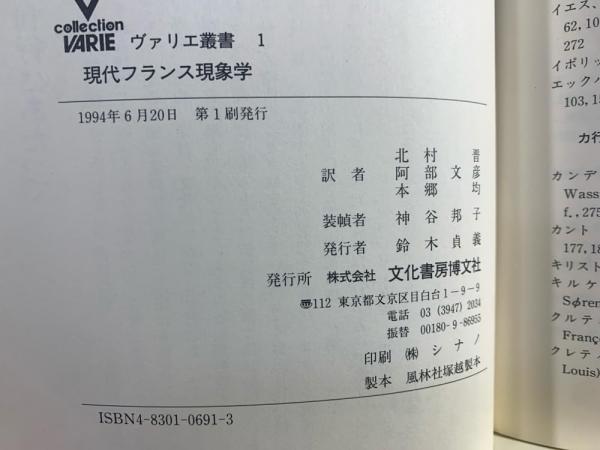 collection
VARIE ヴァリエ叢書 1
現代フランス現象学
1994年6月20日 第1刷発行
北村 晋
訳者 阿部文彦
本郷 均
装幀者 神谷邦子
発行者 鈴木貞義
発行所 株式会社 文化書房博文社
〠112 東京都文京区目白台1-9-9
電話 03 (3947) 2034
振替 00180-9-86955
印刷 ㈱ シナノ
製本 風林社塚越製本
ISBN4-8301-0691-3
イエス,
62, 10
272
イポリッ
エックハ
103, 15
カ行
カンデ
Wass
f., 275
カント
177, 18
キリスト
キルケ
Søren
クルテ
Franç
クレテ
Louis)